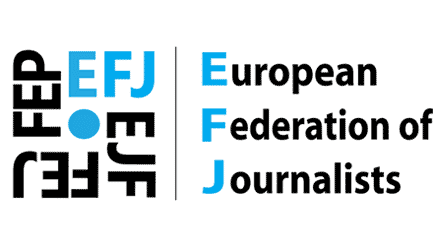 EFJ
FEP
EJF
FEJ
European
Federation of
Journalists